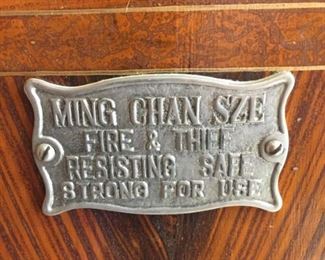 MING CHAN SZE
FIRE & THIEF
RESISTING SAFE
STRONG FOR USE